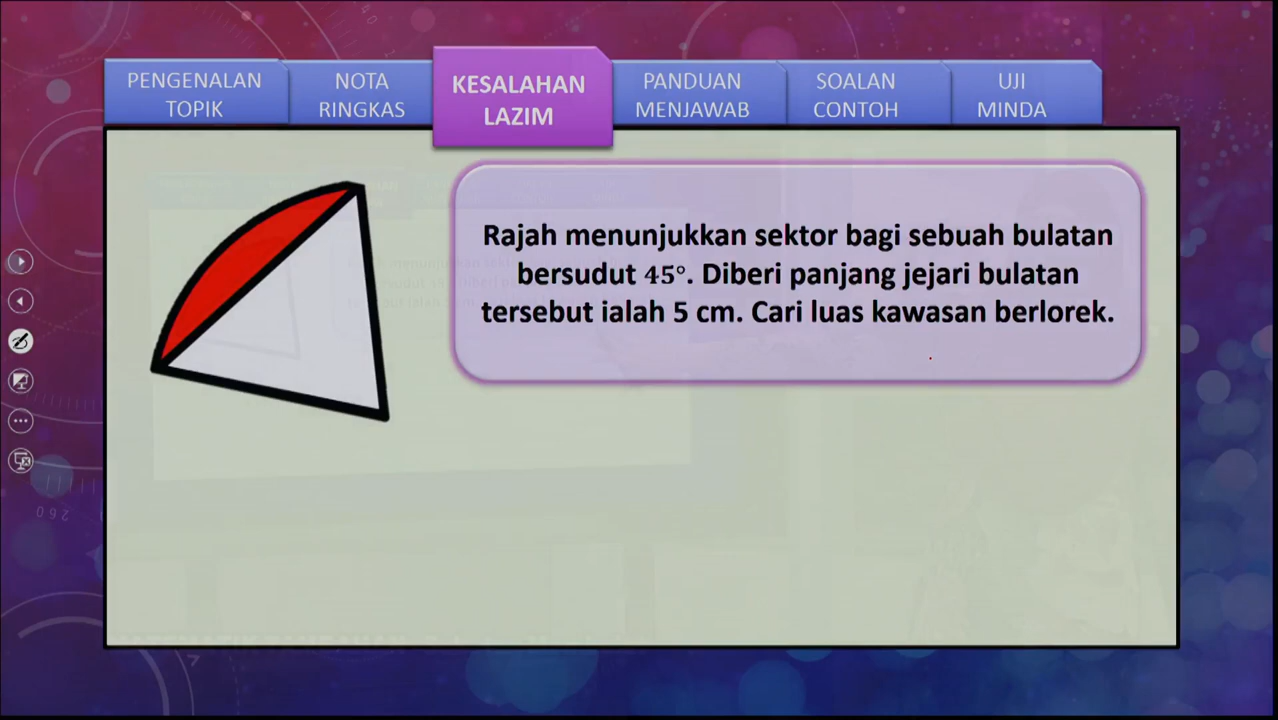 PENGENALAN
TOPIK
NOTA
RINGKAS
KESALAHAN
LAZIM
PANDUAN
MENJAWAB
SOALAN
CONTOH
UJI
MINDA
Rajah menunjukkan sektor bagi sebuah bulatan
bersudut 45°. Diberi panjang jejari bulatan
tersebut ialah 5 cm. Cari luas kawasan berlorek.
260